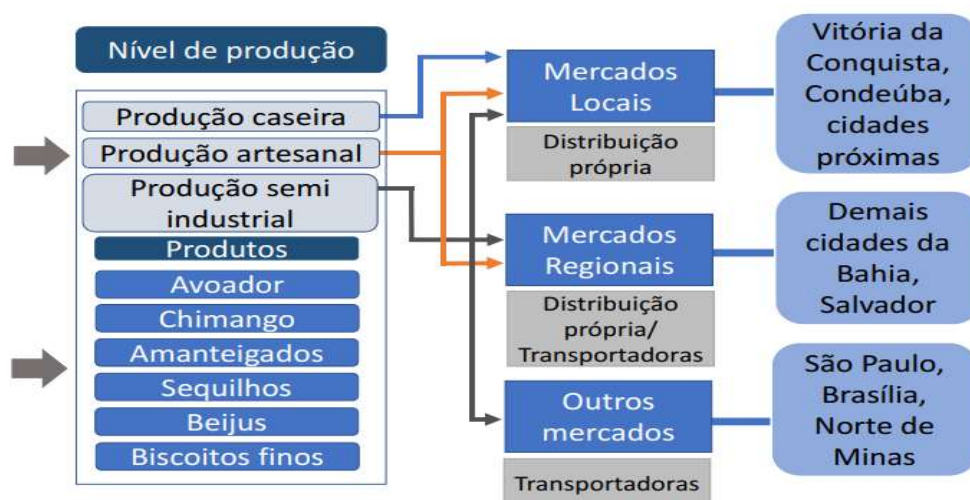 Nível de produção
Produção caseira
Produção artesanal
Produção semi
industrial
Produtos
Avoador
Chimango
Amanteigados
Sequilhos
Beijus
Biscoitos finos
Mercados
Locais
Distribuição
própria
Mercados
Regionais
Distribuição
própria/
Transportadoras
Outros
mercados
Transportadoras
Vitória da
Conquista,
Condeúba,
cidades
próximas
Demais
cidades da
Bahia,
Salvador
São Paulo,
Brasília,
Norte de
Minas